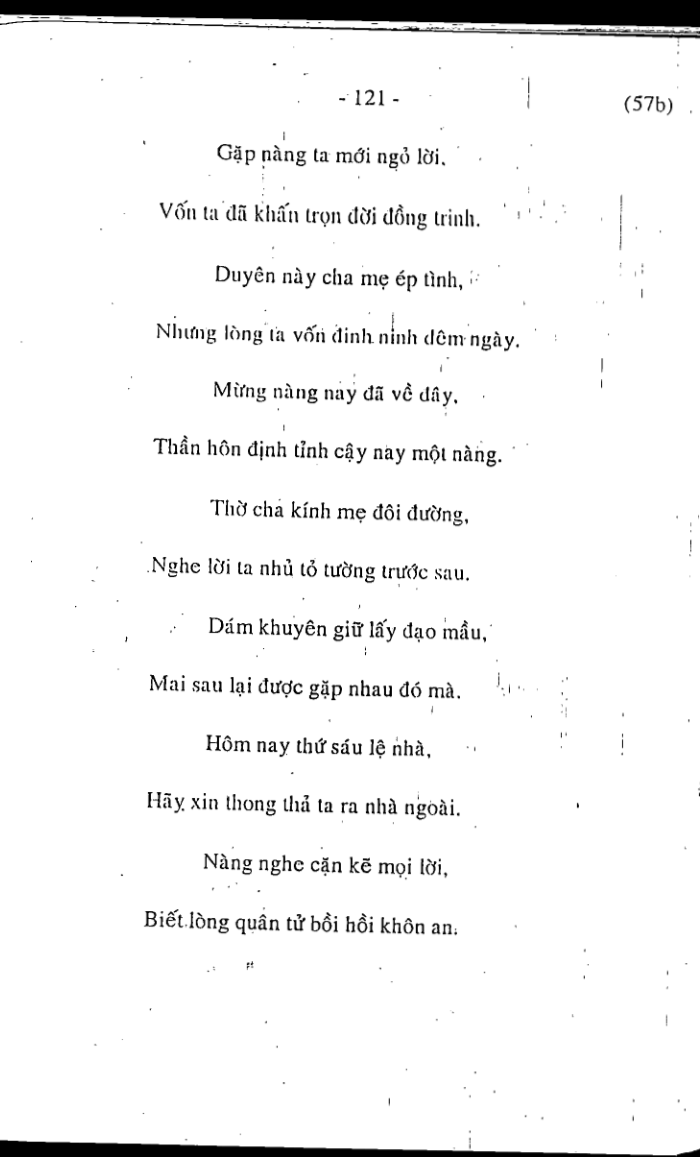 - 121 -
(57b)
Gặp nàng ta mới ngỏ lời.
Vốn ta đã khấn trọn đời đồng trinh.
Duyên này cha mẹ ép tình,
Nhưng lòng ta vốn đinh ninh đêm ngày.
Mừng nàng nay đã về đây.
Thần hôn định tỉnh cậy nay một nàng.
Thờ cha kính mẹ đôi đường,
Nghe lời ta nhủ tỏ tường trước sau.
Dám khuyên giữ lấy đạo mầu,
Mai sau lại được gặp nhau đó mà.
Hôm nay thứ sáu lệ nhà,
Hãy xin thong thả ta ra nhà ngoài.
Nàng nghe cặn kẽ mọi lời,
Biết lòng quân tử bồi hồi khôn an.